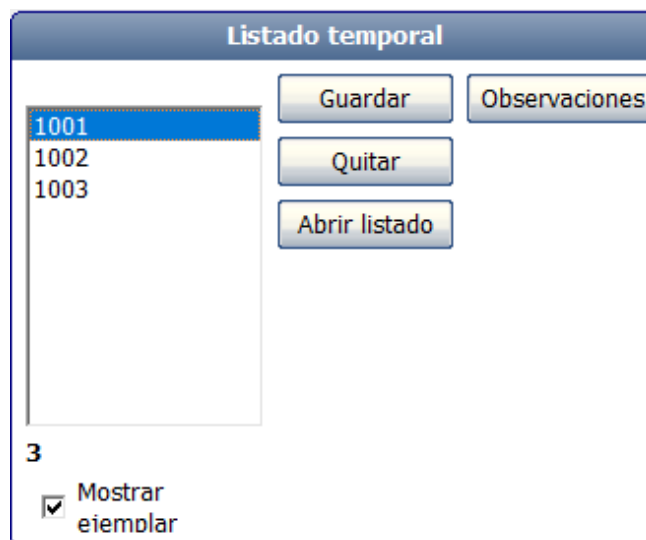 Listado temporal
Guardar
Observaciones
1001
1002
1003
Quitar
Abrir listado
3
Mostrar
ejemplar